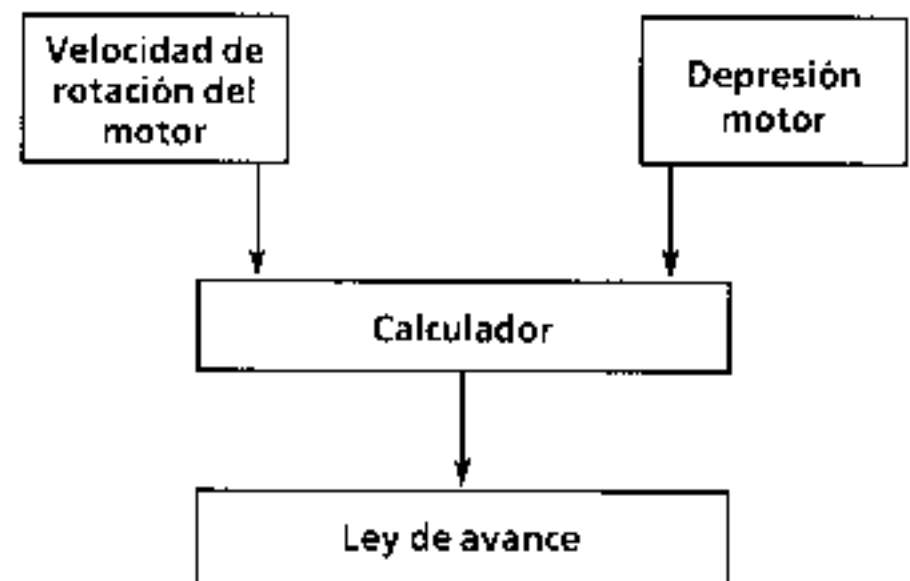 Velocidad de
rotación del
motor
Depresión
motor
Calculador
Ley de avance